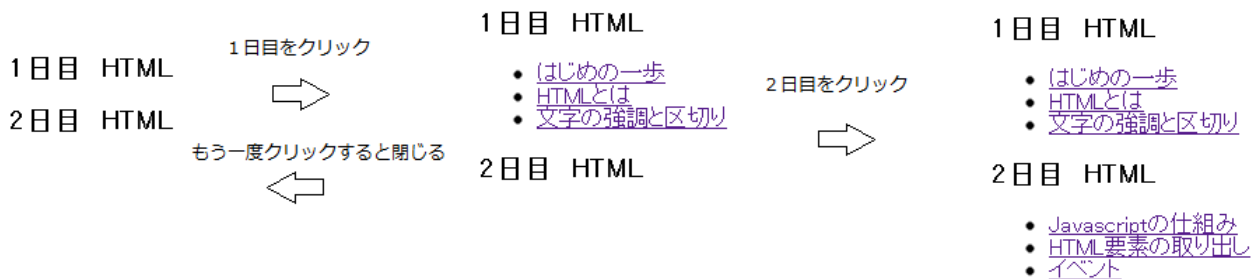 1日目　HTML
2日目　HTML
1日目をクリック
もう一度クリックすると閉じる
1日目　HTML
はじめの一歩
HTMLとは
文字の強調と区切り
2日目　HTML
2日目をクリック
1日目　HTML
はじめの一歩
HTMLとは
文字の強調と区切り
2日目　HTML
Javascriptの仕組み
HTML要素の取り出し
イベント